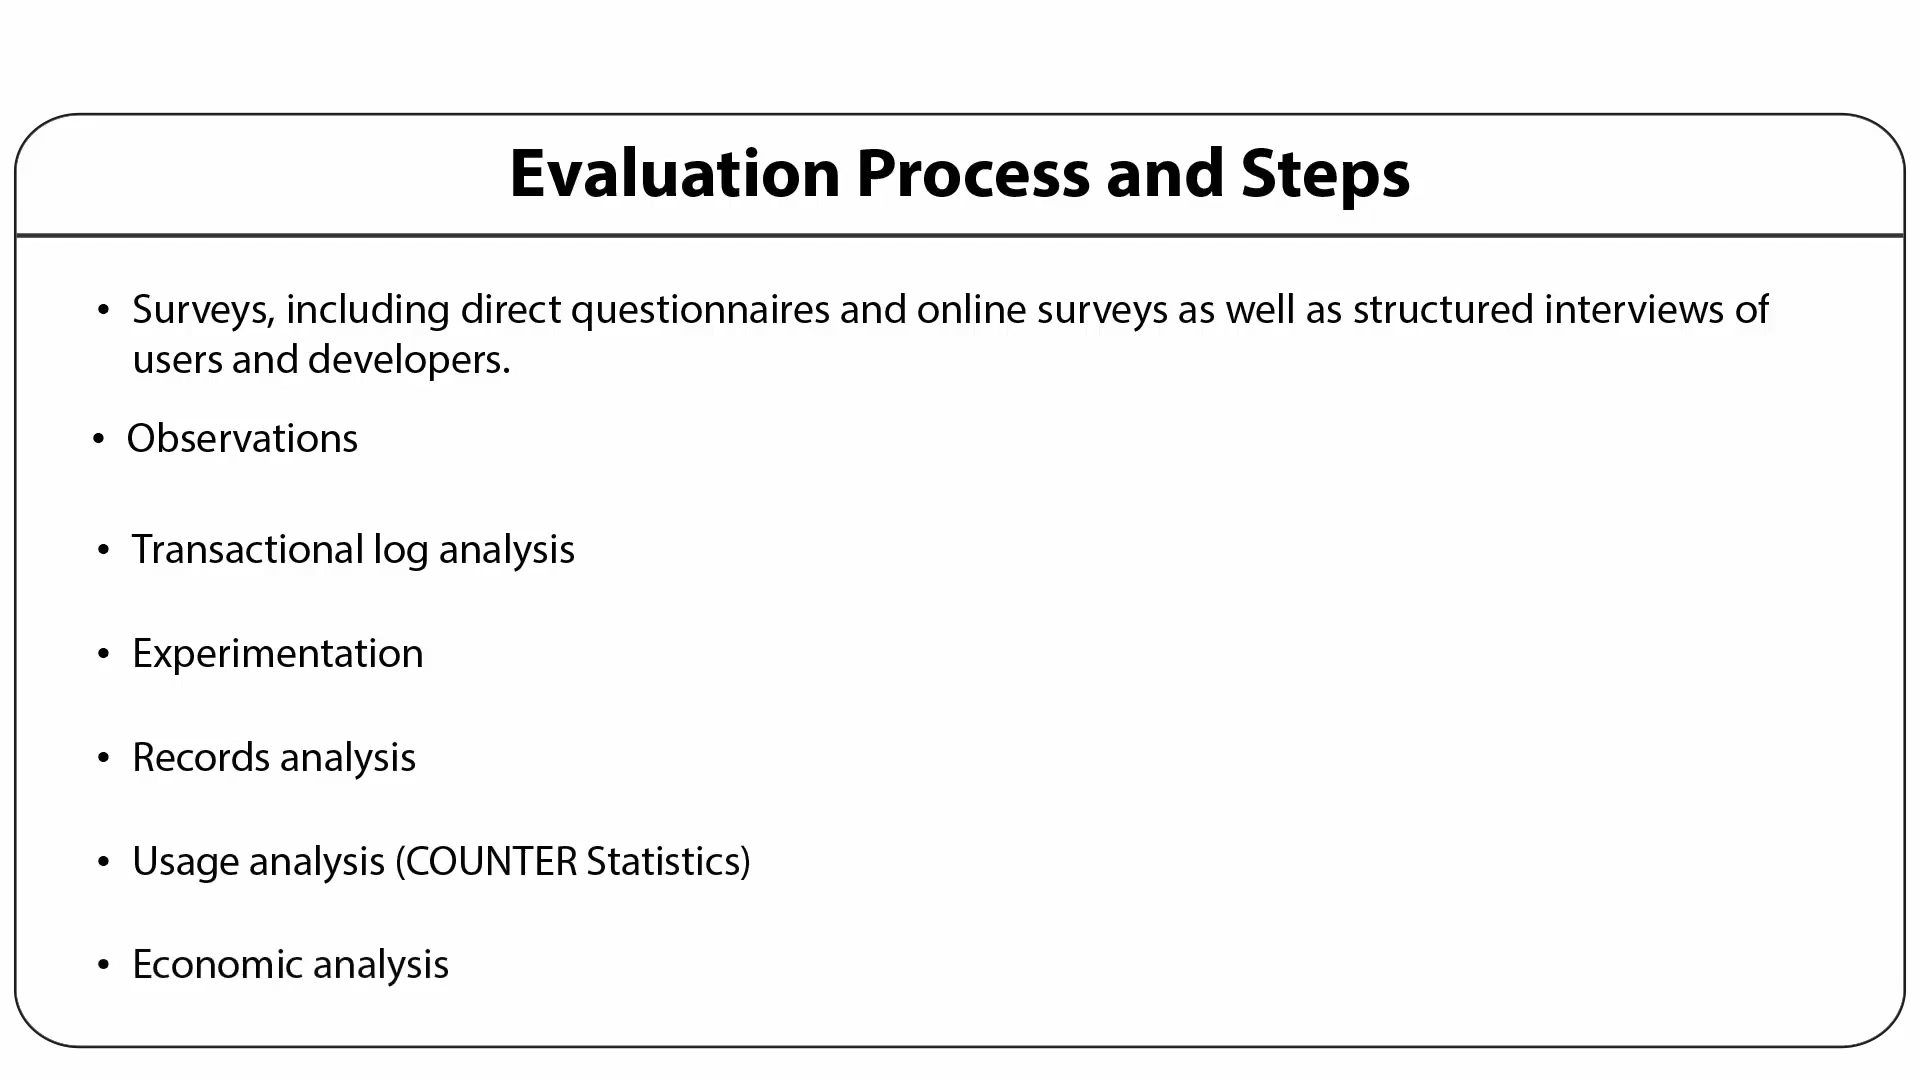 Evaluation Process and Steps
• Surveys, including direct questionnaires and online surveys as well as structured interviews of
users and developers.
• Observations
• Transactional log analysis
• Experimentation
• Records analysis
• Usage analysis (COUNTER Statistics)
• Economic analysis